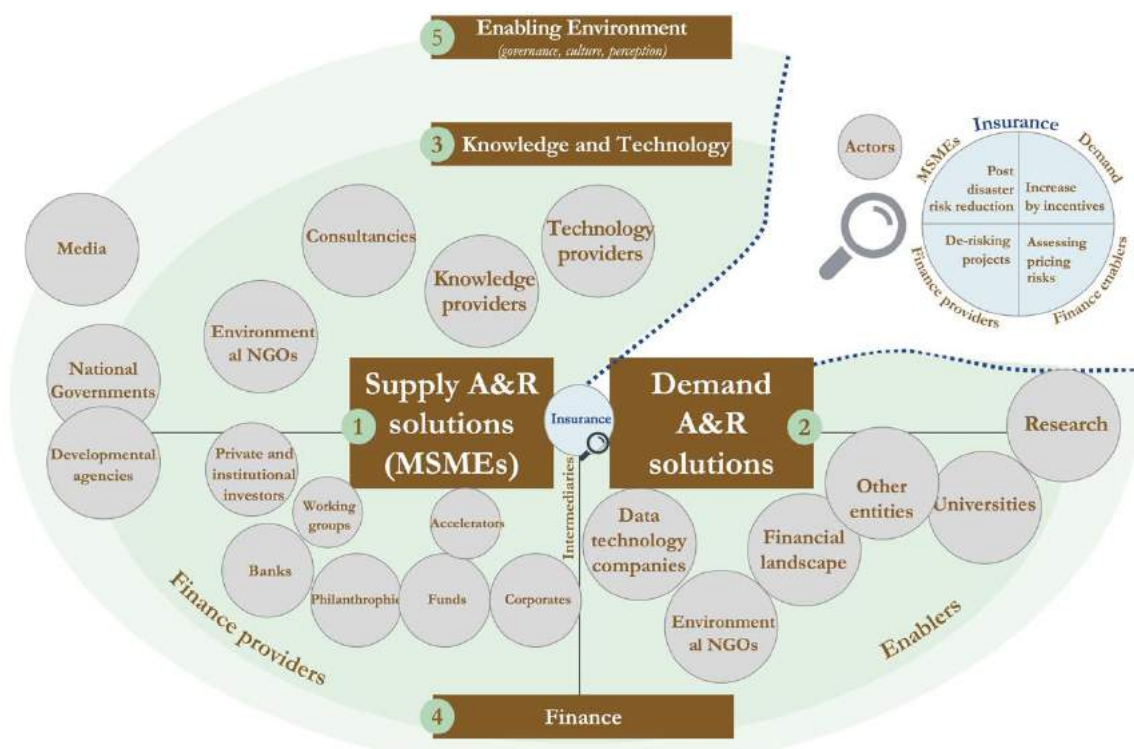 5
Enabling Environment
(governance, culture, perception)
3
Knowledge and Technology
Actors
Insurance
MSMEs
Demand
Post
disaster
risk reduction
Increase
by incentives
De-risking
projects
Assessing
pricing
risks
Finance providers
Finance enablers
Media
Consultancies
Technology
providers
Knowledge
providers
Environment
al NGOs
National
Governments
Developmental
agencies
1
Supply A&R
solutions
(MSMEs)
Insurance
Demand
A&R
solutions
2
Research
Private and
institutional
investors
Working
groups
Accelerators
Intermediaries
Data
technology
companies
Financial
landscape
Other
entities
Universities
Banks
Philanthrophic
Funds
Corporates
Environment
al NGOs
Finance providers
Enablers
4
Finance